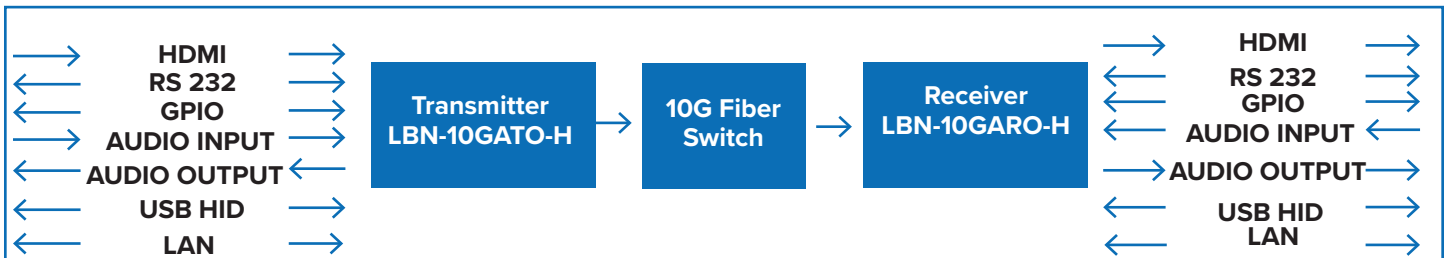 HDMI
RS 232
GPIO
AUDIO INPUT
AUDIO OUTPUT
USB HID
LAN
Transmitter
LBN-10GATO-H
10G Fiber
Switch
Receiver
LBN-10GARO-H
HDMI
RS 232
GPIO
AUDIO INPUT
AUDIO OUTPUT
USB HID
LAN